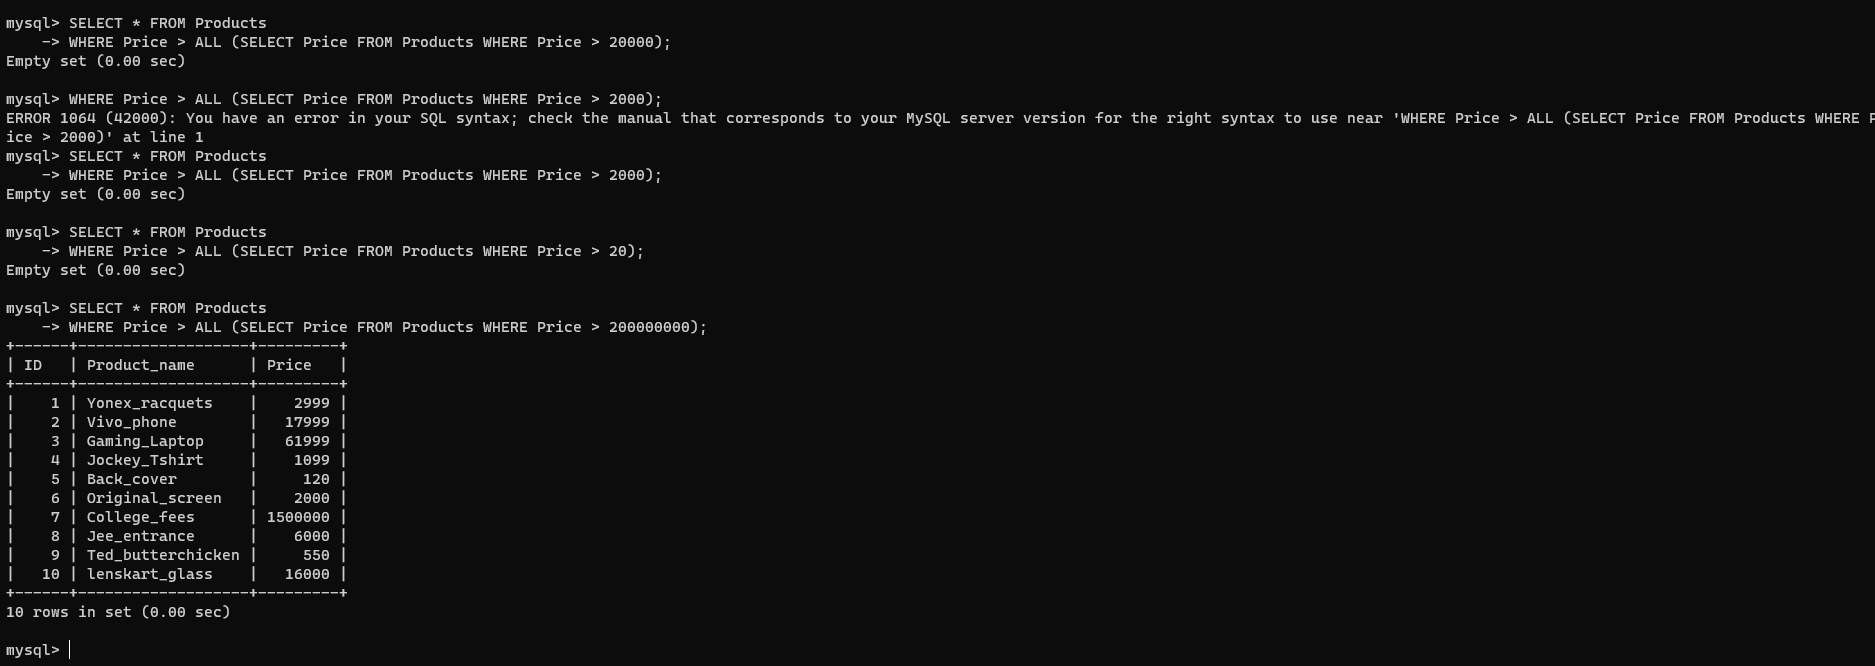 mysql> SELECT * FROM Products
    -> WHERE Price > ALL (SELECT Price FROM Products WHERE Price > 20000);
Empty set (0.00 sec)

mysql> WHERE Price > ALL (SELECT Price FROM Products WHERE Price > 2000);
ERROR 1064 (42000): You have an error in your SQL syntax; check the manual that corresponds to your MySQL server version for the right syntax to use near 'WHERE Price > ALL (SELECT Price FROM Products WHERE P
ice > 2000)' at line 1
mysql> SELECT * FROM Products
    -> WHERE Price > ALL (SELECT Price FROM Products WHERE Price > 2000);
Empty set (0.00 sec)

mysql> SELECT * FROM Products
    -> WHERE Price > ALL (SELECT Price FROM Products WHERE Price > 20);
Empty set (0.00 sec)

mysql> SELECT * FROM Products
    -> WHERE Price > ALL (SELECT Price FROM Products WHERE Price > 200000000);
+------+-------------------+---------+
| ID   | Product_name      | Price   |
+------+-------------------+---------+
|    1 | Yonex_racquets    |    2999 |
|    2 | Vivo_phone        |   17999 |
|    3 | Gaming_Laptop     |   61999 |
|    4 | Jockey_Tshirt     |    1099 |
|    5 | Back_cover        |     120 |
|    6 | Original_screen   |    2000 |
|    7 | College_fees      | 1500000 |
|    8 | Jee_entrance      |    6000 |
|    9 | Ted_butterchicken |     550 |
|   10 | lenskart_glass    |   16000 |
+------+-------------------+---------+
10 rows in set (0.00 sec)

mysql>